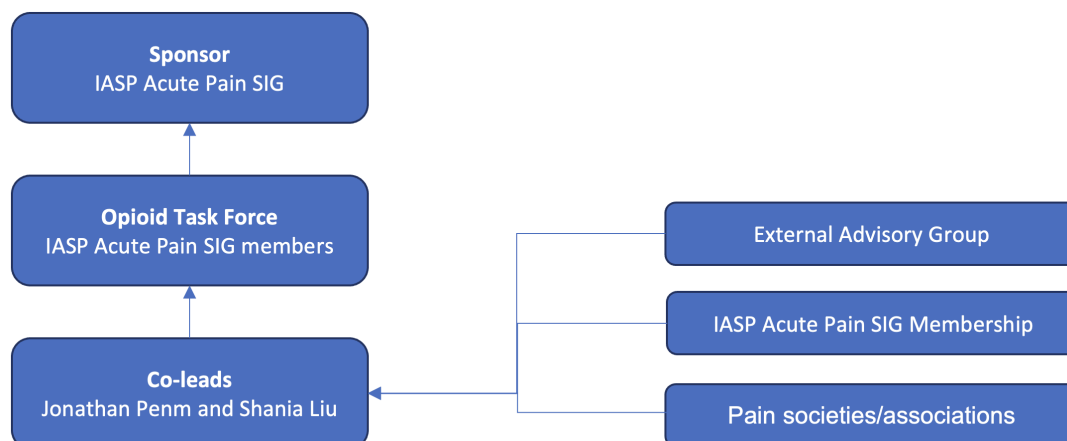 Sponsor
IASP Acute Pain SIG
Opioid Task Force
IASP Acute Pain SIG members
Co-leads
Jonathan Penm and Shania Liu
External Advisory Group
IASP Acute Pain SIG Membership
Pain societies/associations